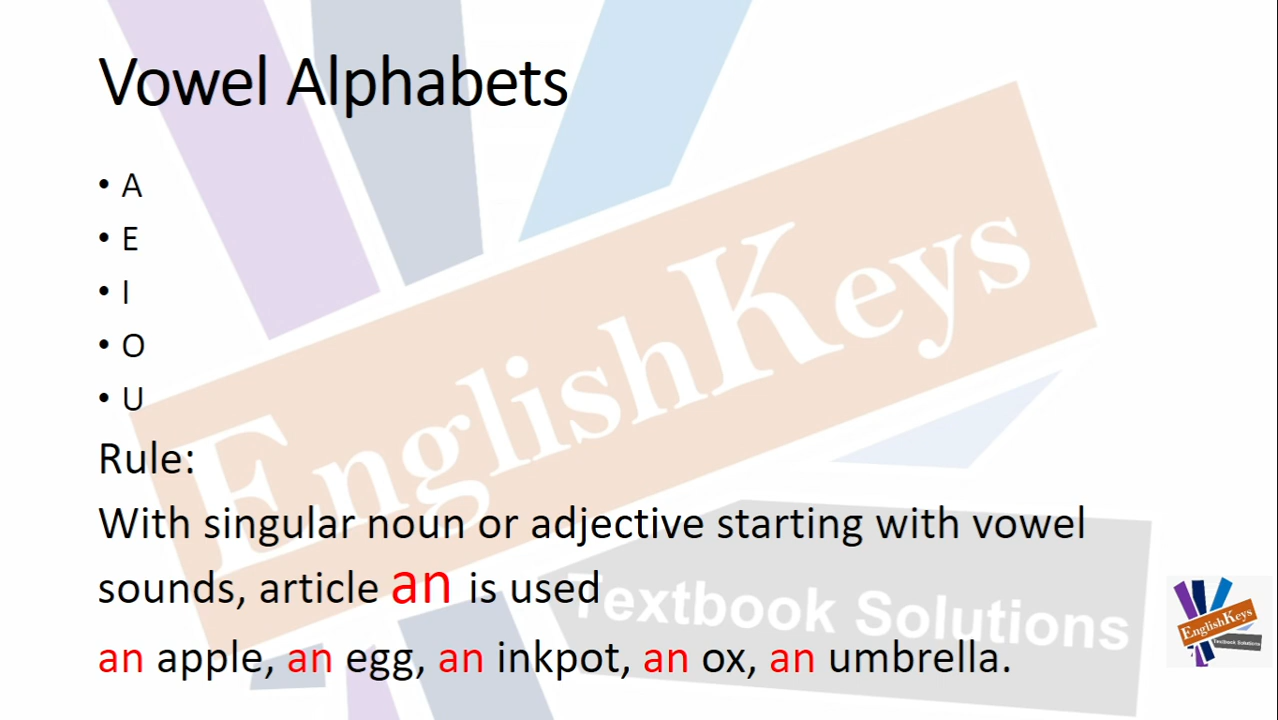 Vowel Alphabets
• A
• E
• I
• O
• U
Rule:
With singular noun or adjective starting with vowel
sounds, article an is used
an apple, an egg, an inkpot, an ox, an umbrella.
EnglishKeys
Textbook Solutions
EnglishKeys
Textbook Solutions